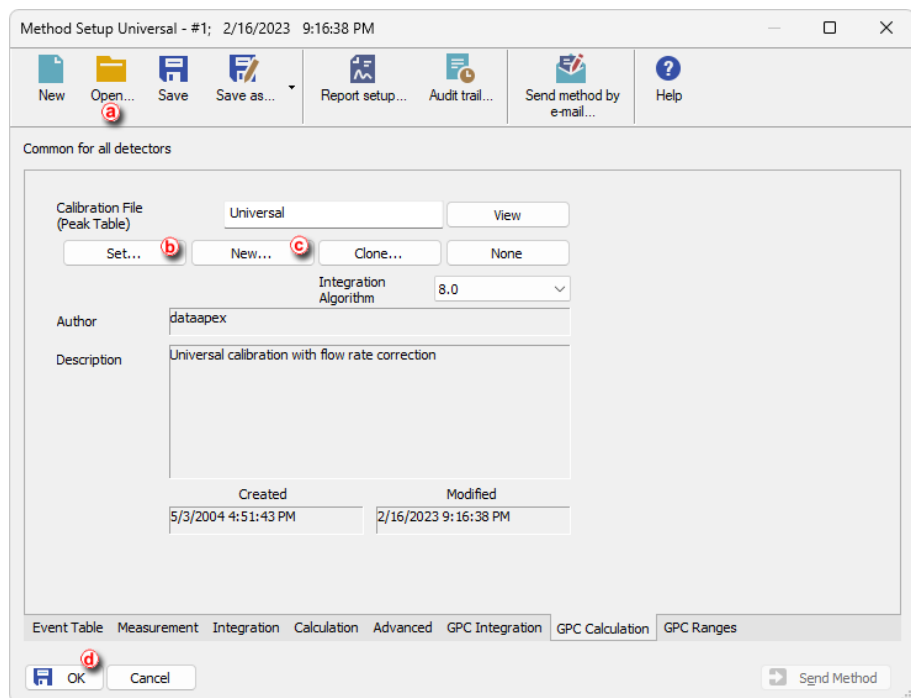 Method Setup Universal - #1;  2/16/2023  9:16:38 PM
New
Open...
Save
Save as...
Report setup...
Audit trail...
Send method by
e-mail...
Help
a
Common for all detectors
Calibration File
(Peak Table)
Universal
View
Set...
b
New...
c
Clone...
None
Integration
Algorithm
8.0
Author
dataapex
Description
Universal calibration with flow rate correction
Created
Modified
5/3/2004 4:51:43 PM
2/16/2023 9:16:38 PM
Event Table
Measurement
Integration
Calculation
Advanced
GPC Integration
GPC Calculation
GPC Ranges
d
OK
Cancel
Send Method